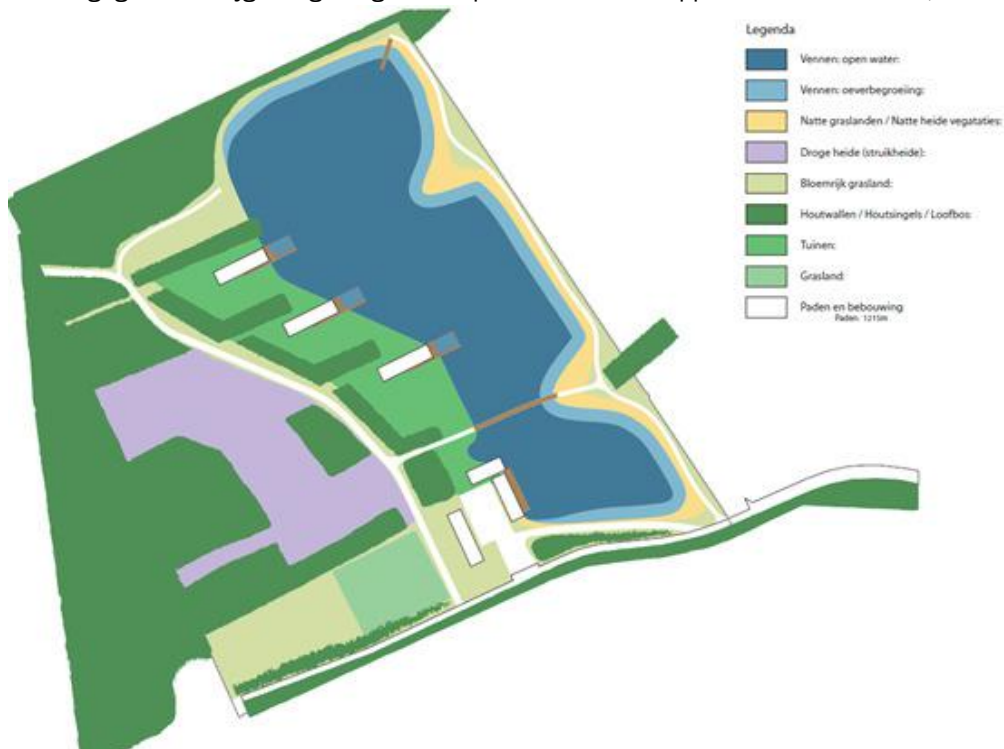 Legenda
Vennen: open water:
Vennen: oeverbegroeiing:
Natte graslanden / Natte heide vegataties:
Droge heide (struikheide):
Bloemrijk grasland:
Houtwallen / Houtsingels / Loofbos:
Tuinen:
Grasland:
Paden en bebouwing
Paden: 1215m